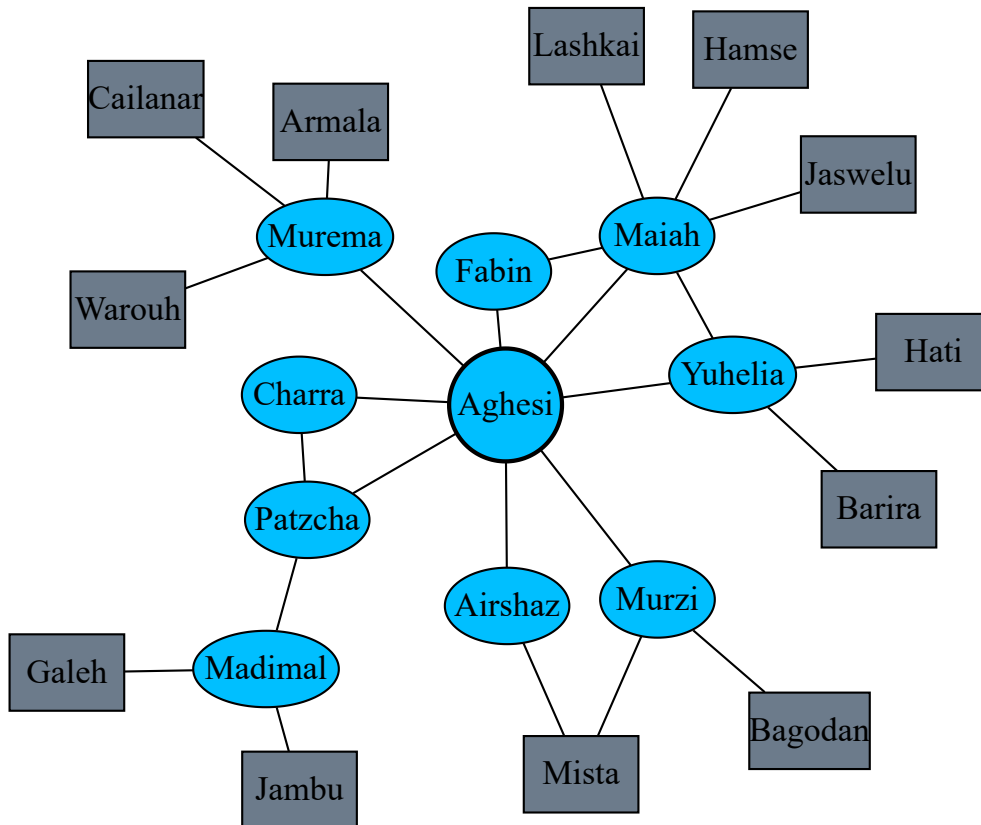 Lashkai
Hamse
Cailanar
Armala
Jaswelu
Murema
Maiah
Fabin
Warouh
Hati
Yuhelia
Charra
Aghesi
Barira
Patzcha
Airshaz
Murzi
Galeh
Madimal
Bagodan
Mista
Jambu